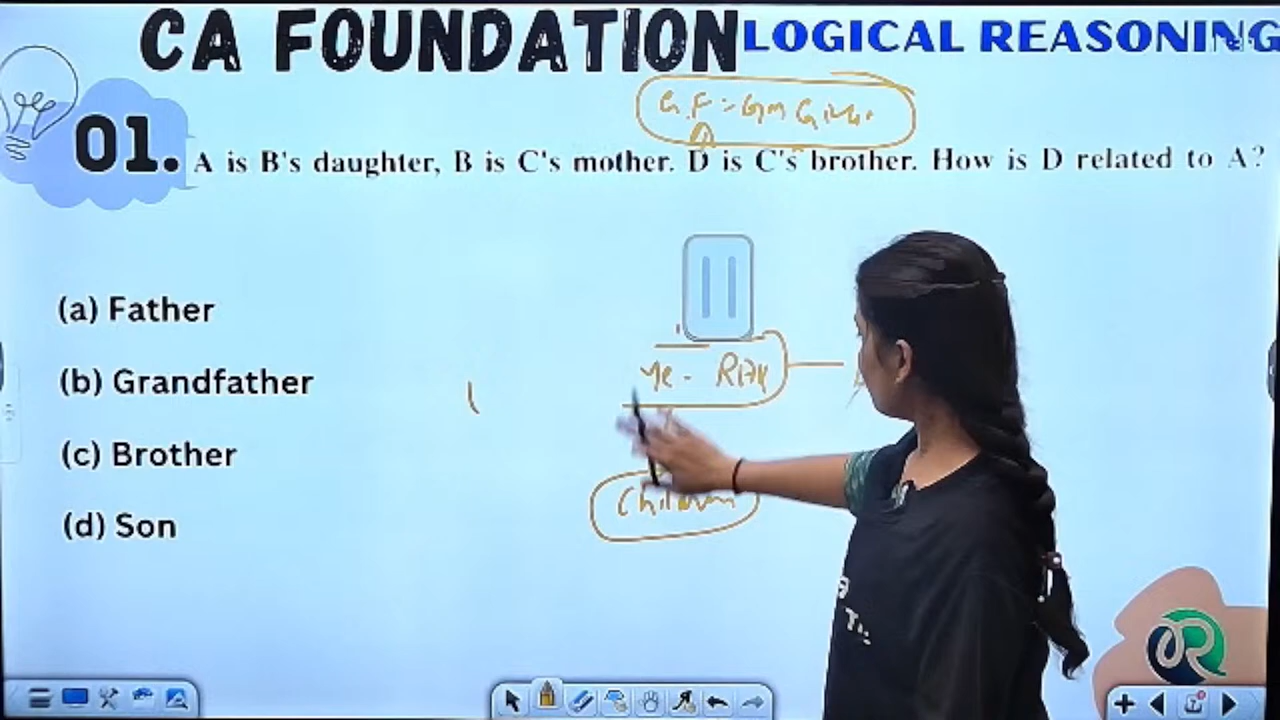 CA FOUNDATION LOGICAL REASONING
01. A is B's daughter, B is C's mother. D is C's brother. How is D related to A?
(a) Father
(b) Grandfather
(c) Brother
(d) Son
Me -
Children